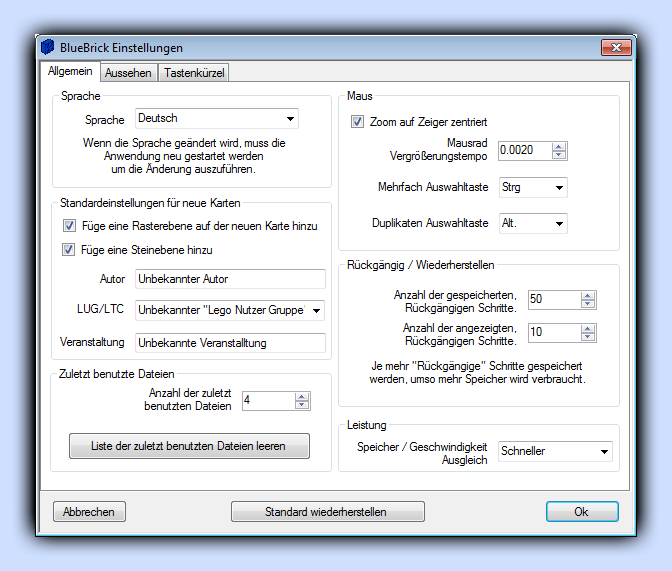 BlueBrick Einstellungen
Allgemein
Aussehen
Tastenkürzel
Sprache
Sprache
Deutsch
Wenn die Sprache geändert wird, muss die
Anwendung neu gestartet werden
um die Änderung auszuführen.
Standardeinstellungen für neue Karten
Füge eine Rasterebene auf der neuen Karte hinzu
Füge eine Steinebene hinzu
Autor
Unbekannter Autor
LUG/LTC
Unbekannter "Lego Nutzer Gruppe"
Veranstaltung
Unbekannte Veranstalltung
Zuletzt benutzte Dateien
Anzahl der zuletzt
benutzten Dateien
4
Liste der zuletzt benutzten Dateien leeren
Maus
Zoom auf Zeiger zentriert
Mausrad
Vergrößerungstempo
0.0020
Mehrfach Auswahltaste
Strg
Duplikaten Auswahltaste
Alt.
Rückgängig / Wiederherstellen
Anzahl der gespeicherten,
Rückgängigen Schritte.
50
Anzahl der angezeigten,
Rückgängigen Schritte.
10
Je mehr "Rückgängige" Schritte gespeichert
werden, umso mehr Speicher wird verbraucht.
Leistung
Speicher / Geschwindigkeit
Ausgleich
Schneller
Abbrechen
Standard wiederherstellen
Ok